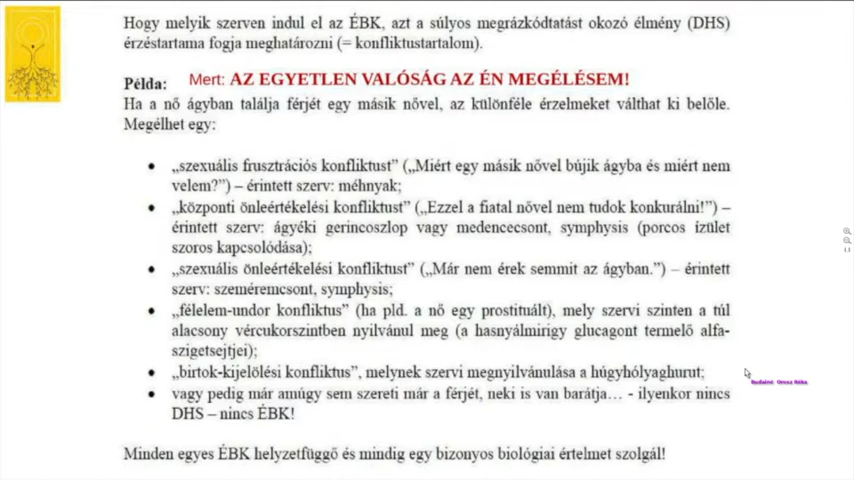 Hogy melyik szerven indul el az ÉBK, azt a súlyos megrázkódtatást okozó élmény (DHS)
érzéstartama fogja meghatározni (= konfliktustartalom).
Példa: Mert: AZ EGYETLEN VALÓSÁG AZ ÉN MEGÉLÉSEM!
Ha a nő ágyban találja férjét egy másik nővel, az különféle érzelmeket válthat ki belőle.
Megélhet egy:
• „szexuális frusztrációs konfliktust” („Miért egy másik nővel bújik ágyba és miért nem
velem?”) – érintett szerv: méhnyak;
• „központi önleértékelési konfliktust” („Ezzel a fiatal nővel nem tudok konkurálni!”) –
érintett szerv: ágyéki gerincoszlop vagy medencecsont, symphysis (porcos ízület
szoros kapcsolódása);
• „szexuális önleértékelési konfliktust” („Már nem érek semmit az ágyban.”) – érintett
szerv: szeméremcsont, symphysis;
• „félelem-undor konfliktus” (ha pld. a nő egy prostituált), mely szervi szinten a túl
alacsony vércukorszintben nyilvánul meg (a hasnyálmirigy glucagont termelő alfa-
szigetsejtjei);
• „birtok-kijelölési konfliktus”, melynek szervi megnyilvánulása a húgyhólyaghurut;
• vagy pedig már amúgy sem szereti már a férjét, neki is van barátja… - ilyenkor nincs
DHS – nincs ÉBK!
Minden egyes ÉBK helyzetfüggő és mindig egy bizonyos biológiai értelmet szolgál!
Budainé Orosz Réka